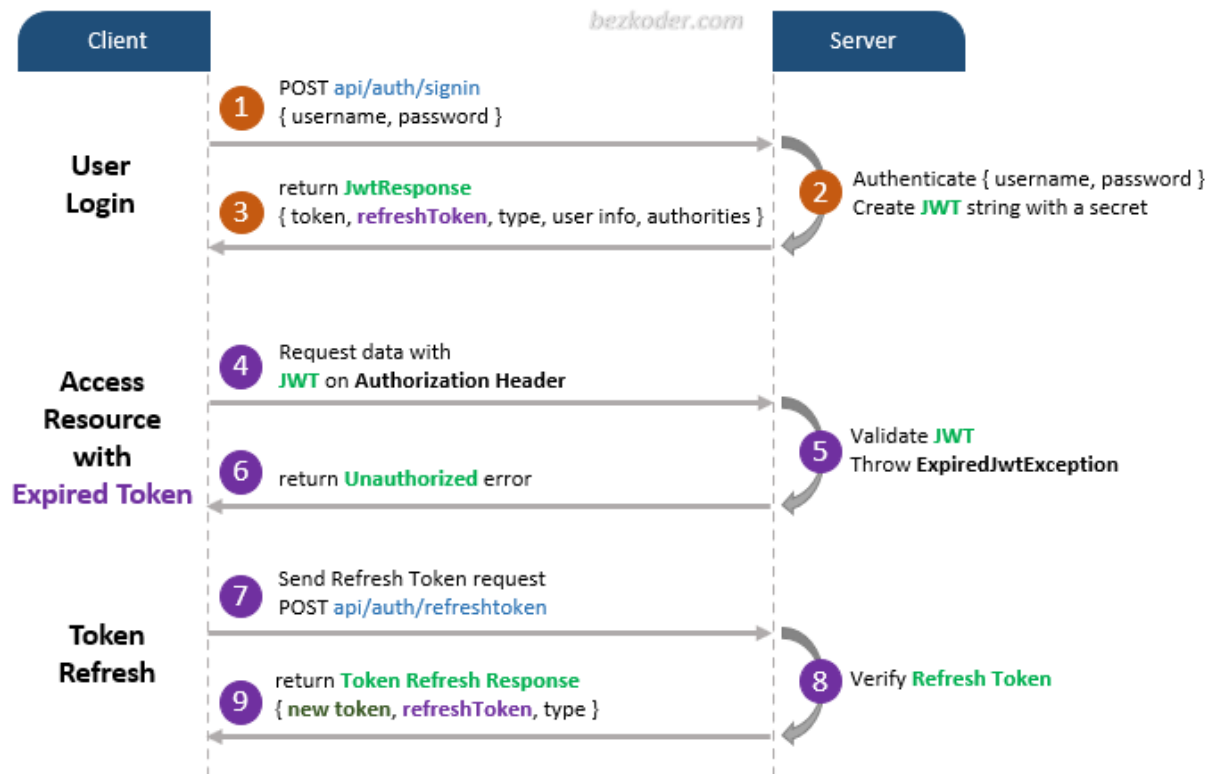 bezkoder.com
Client
Server
1
POST api/auth/signin
{ username, password }
User
Login
2
Authenticate { username, password }
Create JWT string with a secret
3
return JwtResponse
{ token, refreshToken, type, user info, authorities }
Access
Resource
with
Expired Token
4
Request data with
JWT on Authorization Header
5
Validate JWT
Throw ExpiredJwtException
6
return Unauthorized error
Token
Refresh
7
Send Refresh Token request
POST api/auth/refreshtoken
8
Verify Refresh Token
9
return Token Refresh Response
{ new token, refreshToken, type }